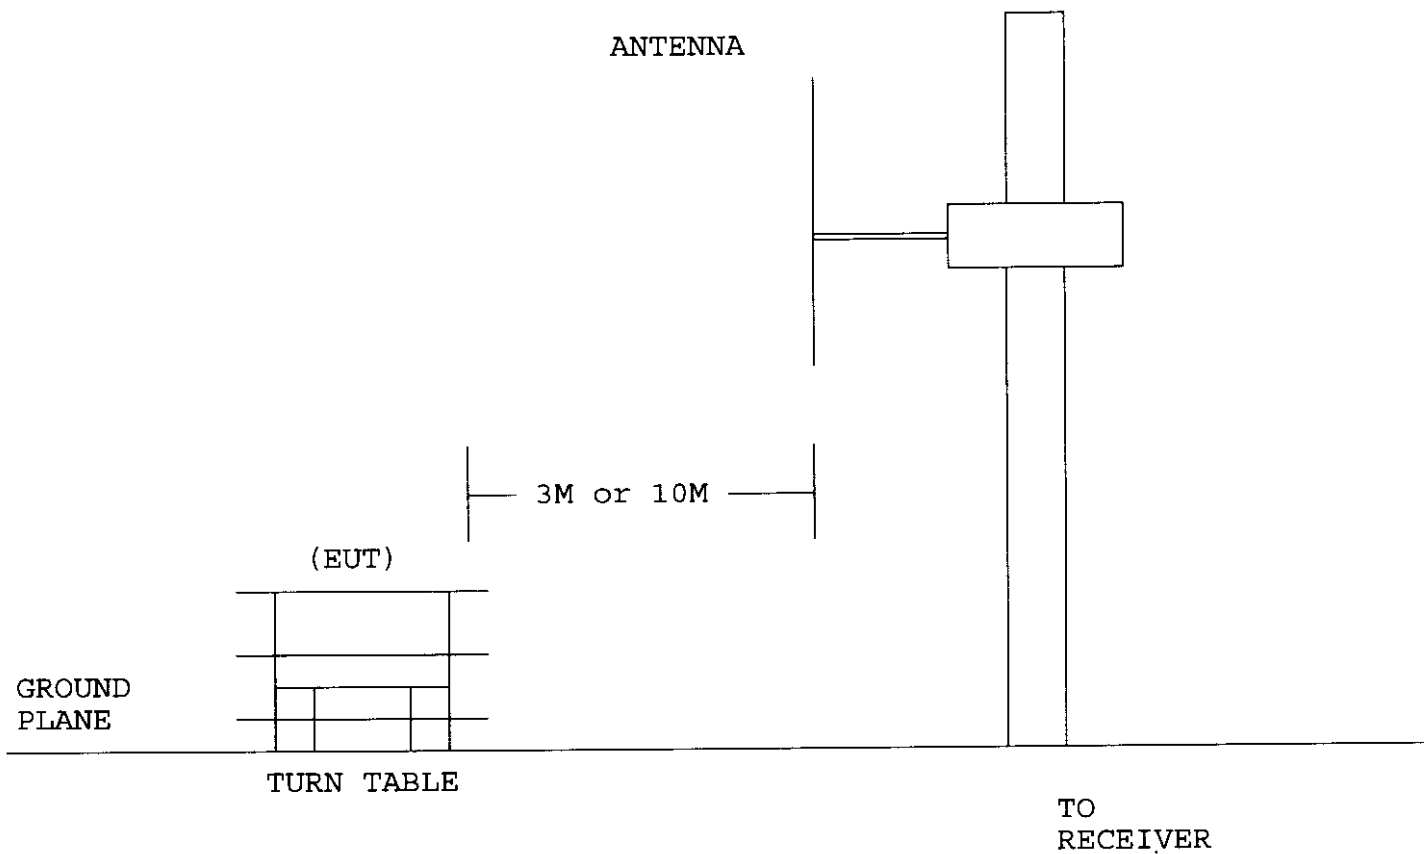 ANTENNA
3M or 10M
(EUT)
GROUND
PLANE
TURN TABLE
TO
RECEIVER